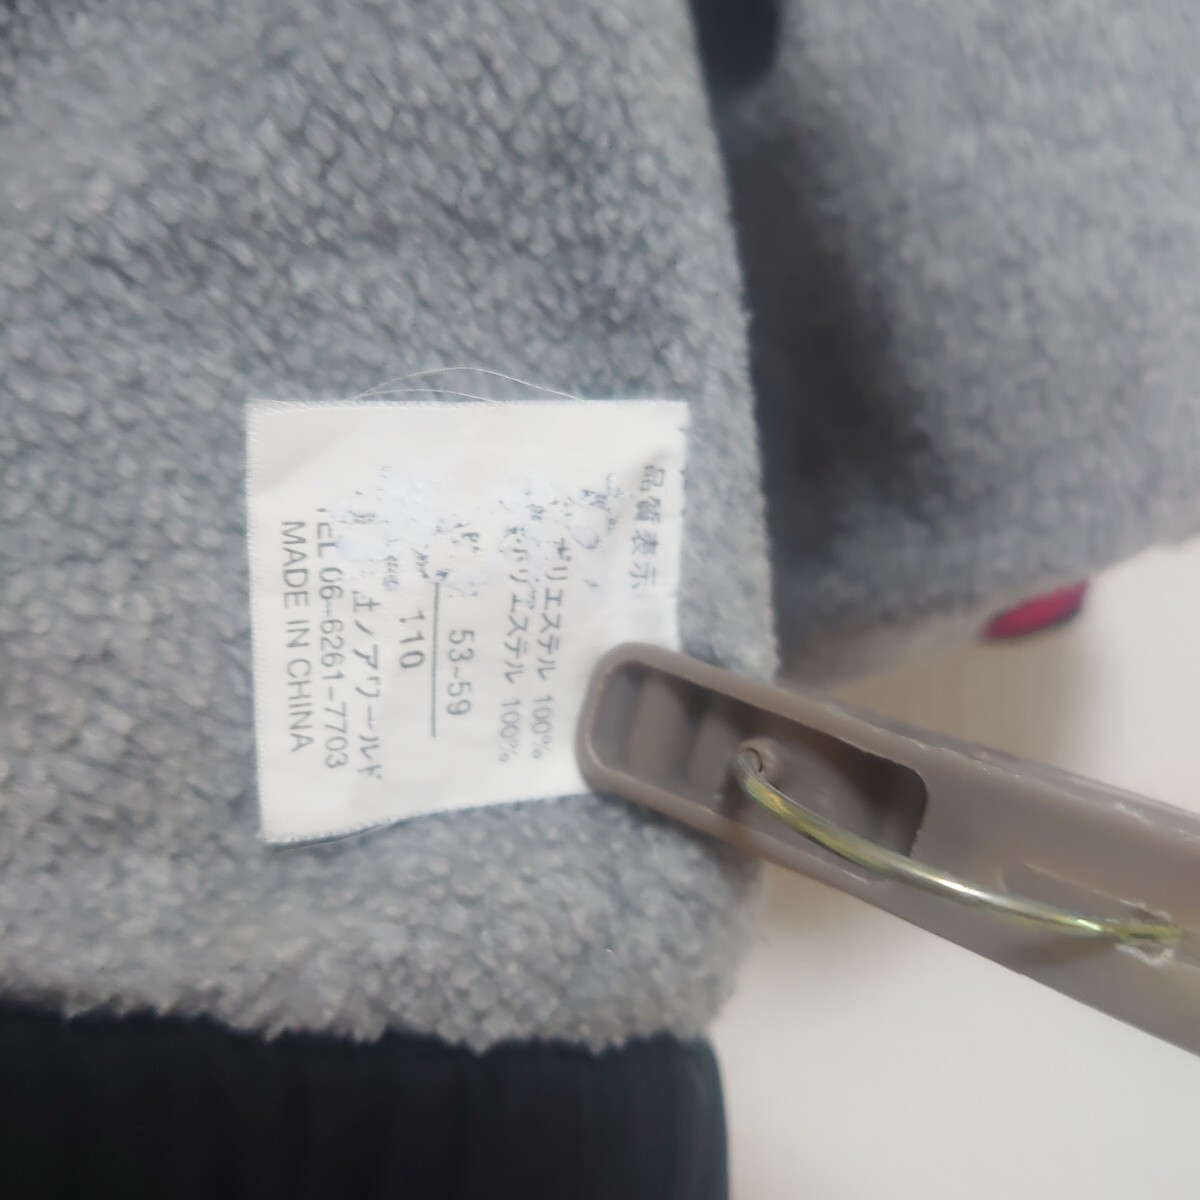 品質表示
ポリエステル 100%
ポリエステル 100%
53~59
110
ノアワールド
TEL 06-6261-7703
MADE IN CHINA